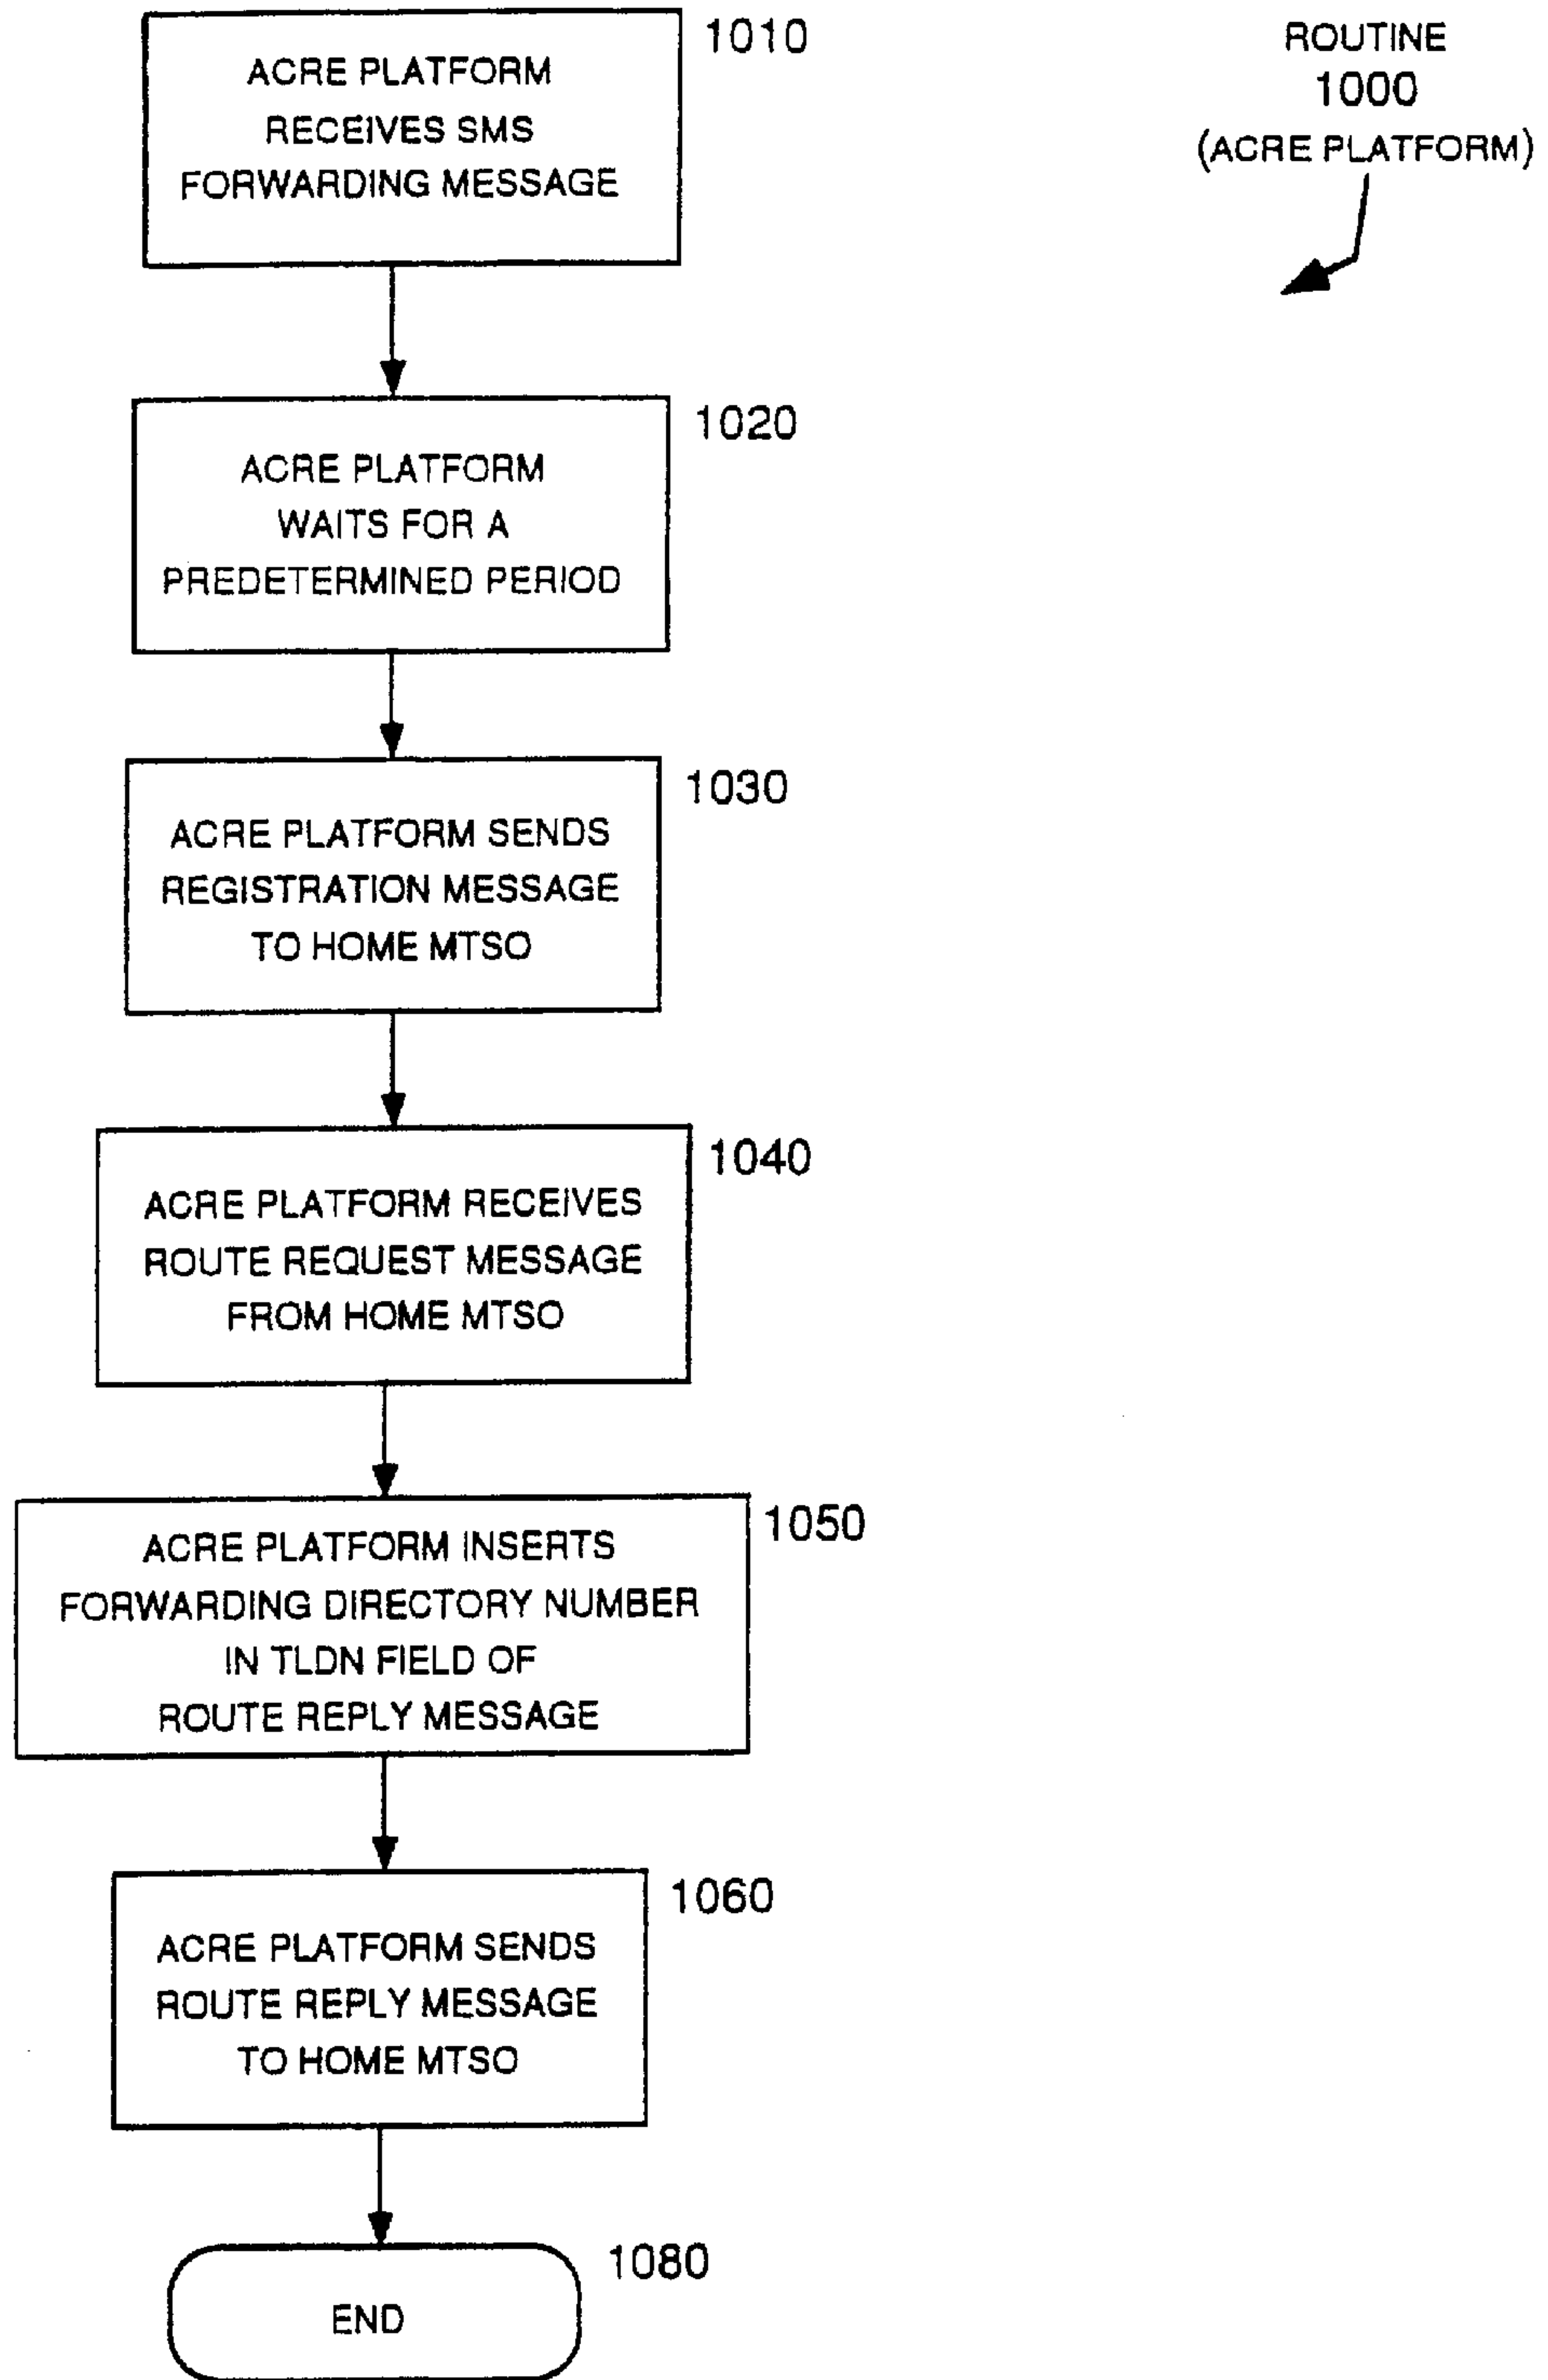 ROUTINE
1000
(ACRE PLATFORM)
1010
ACRE PLATFORM
RECEIVES SMS
FORWARDING MESSAGE
1020
ACRE PLATFORM
WAITS FOR A
PREDETERMINED PERIOD
1030
ACRE PLATFORM SENDS
REGISTRATION MESSAGE
TO HOME MTSO
1040
ACRE PLATFORM RECEIVES
ROUTE REQUEST MESSAGE
FROM HOME MTSO
1050
ACRE PLATFORM INSERTS
FORWARDING DIRECTORY NUMBER
IN TLDN FIELD OF
ROUTE REPLY MESSAGE
1060
ACRE PLATFORM SENDS
ROUTE REPLY MESSAGE
TO HOME MTSO
1080
END